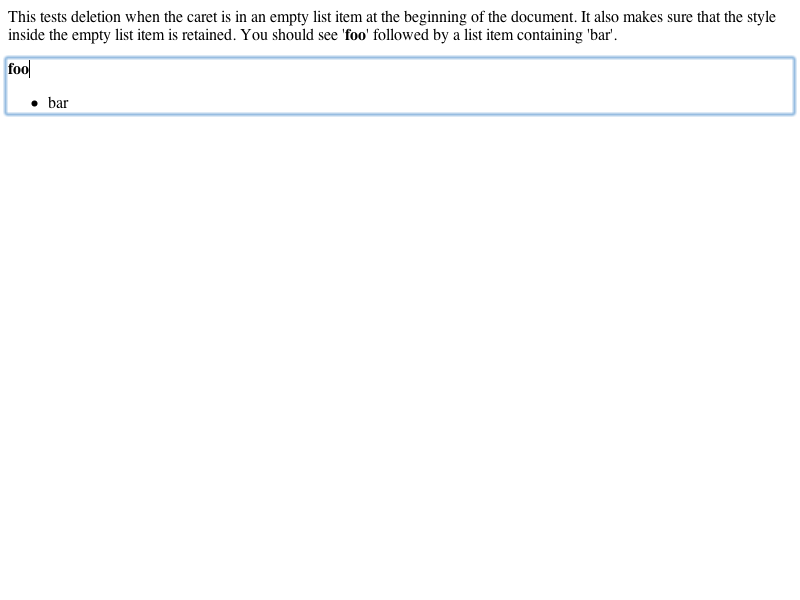 This tests deletion when the caret is in an empty list item at the beginning of the document. It also makes sure that the style
inside the empty list item is retained. You should see 'foo' followed by a list item containing 'bar'.
foo
• bar